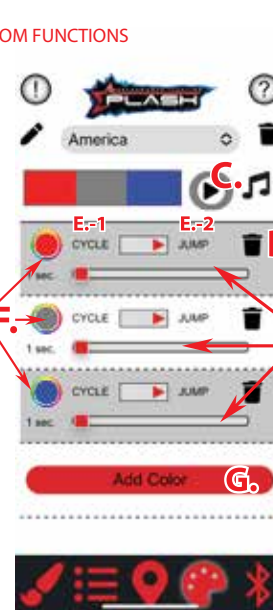 OM FUNCTIONS
! PLASH ?
America
C.
E.-1 E.-2
CYCLE JUMP
1 sec.
F.
CYCLE JUMP
1 sec.
CYCLE JUMP
1 sec.
Add Color G.